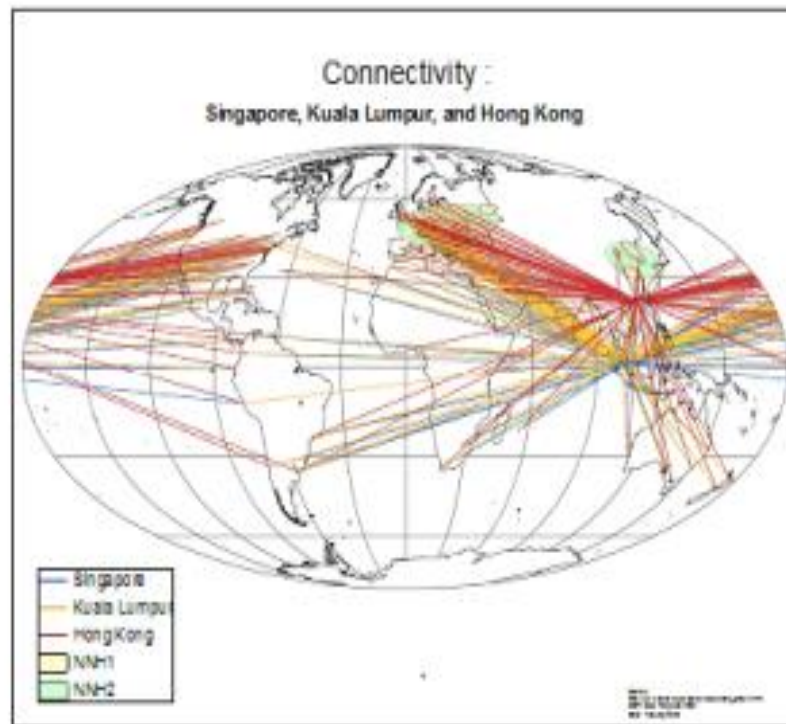 Connectivity :
Singapore, Kuala Lumpur, and Hong Kong
Singapore
Kuala Lumpur
Hong Kong
NNH1
NNH2